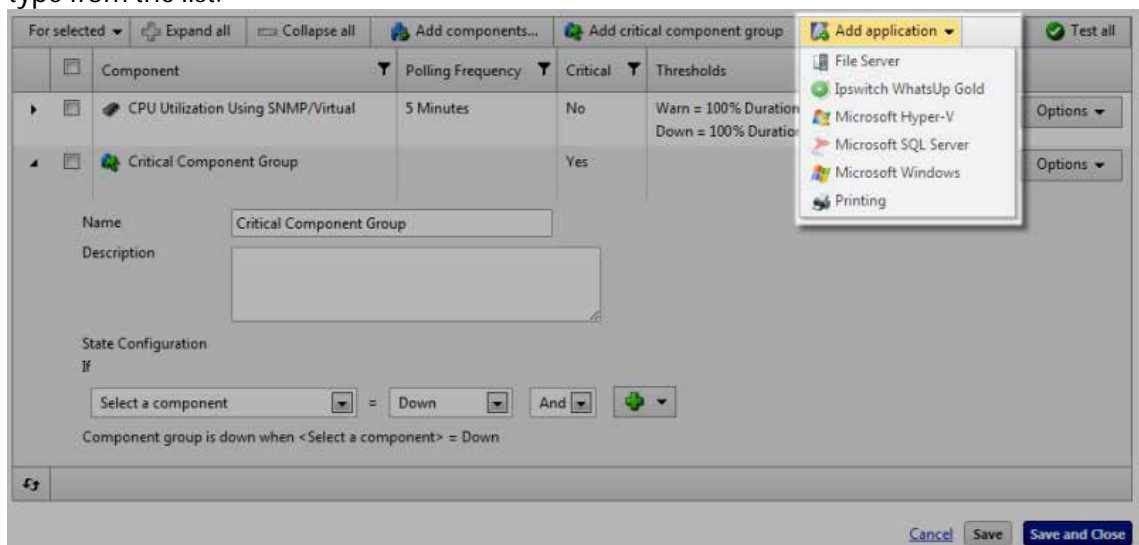 type from the list.
For selected Expand all Collapse all Add components... Add critical component group Add application Test all
Component Polling Frequency Critical Thresholds
File Server
Ipswitch WhatsUp Gold
CPU Utilization Using SNMP/Virtual 5 Minutes No Warn = 100% Duration Options
Down = 100% Duration
Microsoft Hyper-V
Microsoft SQL Server
Critical Component Group Yes Options
Microsoft Windows
Printing
Name Critical Component Group
Description
State Configuration
If
Select a component = Down And
Component group is down when <Select a component> = Down
Cancel Save Save and Close